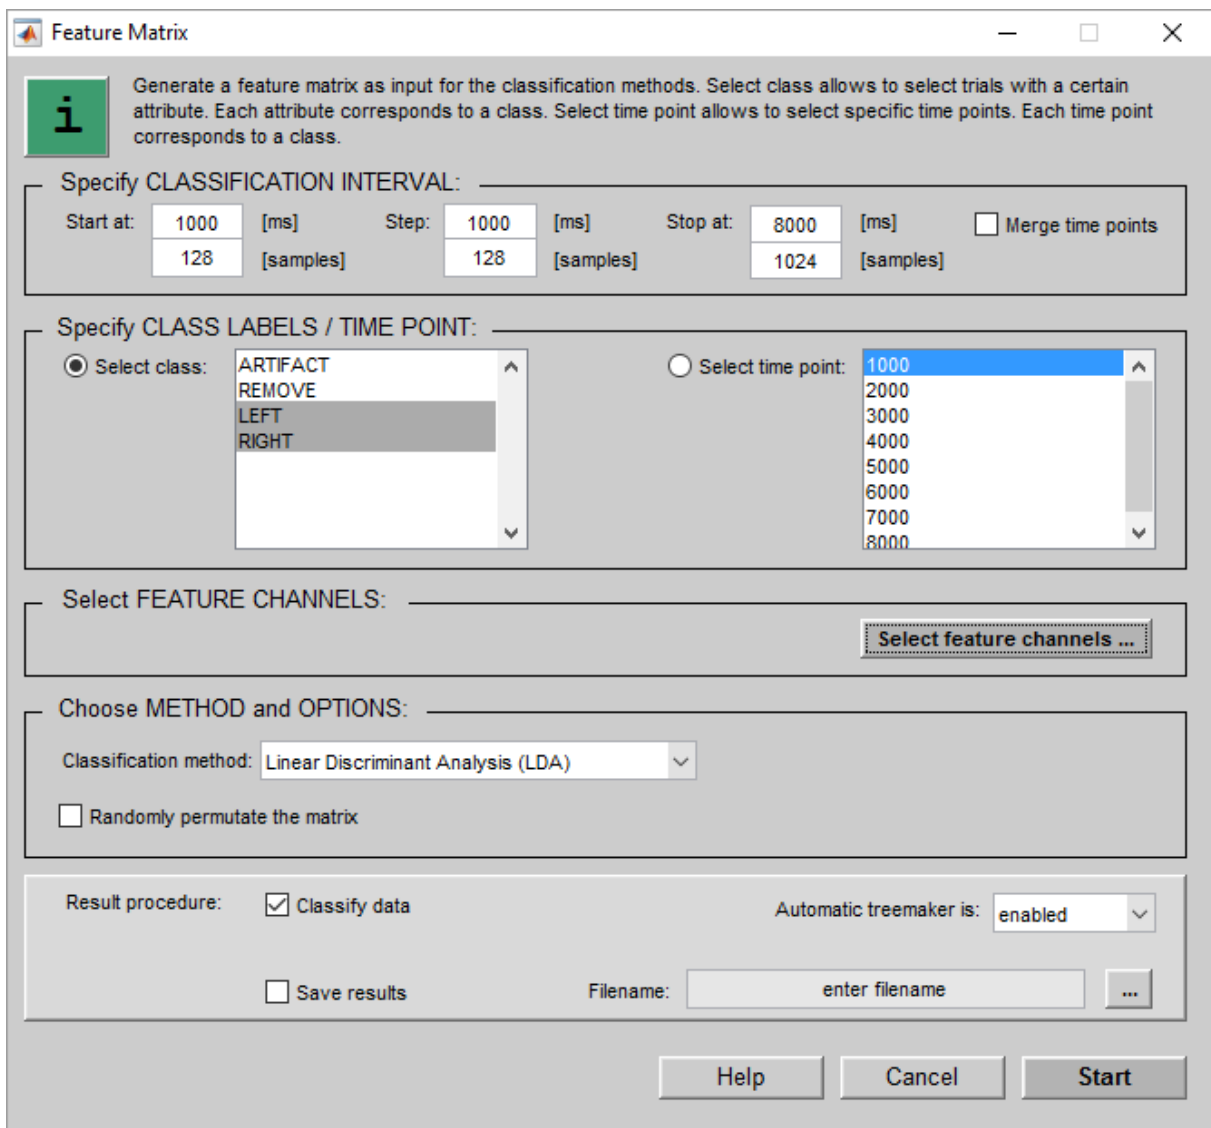 Feature Matrix
i
Generate a feature matrix as input for the classification methods. Select class allows to select trials with a certain
attribute. Each attribute corresponds to a class. Select time point allows to select specific time points. Each time point
corresponds to a class.
Specify CLASSIFICATION INTERVAL:
Start at: 1000 [ms] Step: 1000 [ms] Stop at: 8000 [ms] Merge time points
128 [samples] 128 [samples] 1024 [samples]
Specify CLASS LABELS / TIME POINT:
Select class:
ARTIFACT
REMOVE
LEFT
RIGHT
Select time point:
1000
2000
3000
4000
5000
6000
7000
8000
Select FEATURE CHANNELS:
Select feature channels ...
Choose METHOD and OPTIONS:
Classification method: Linear Discriminant Analysis (LDA)
Randomly permutate the matrix
Result procedure: Classify data Automatic treemaker is: enabled
Save results Filename: enter filename ...
Help Cancel Start